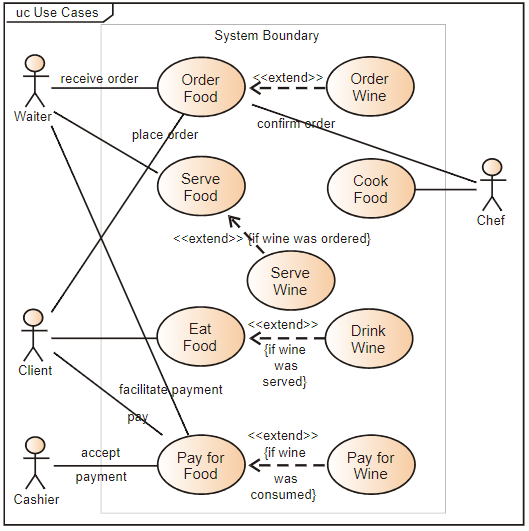 uc Use Cases
System Boundary
receive order
Order
Food
<<extend>>
Order
Wine
Waiter
place order
confirm order
Serve
Food
Cook
Food
Chef
<<extend>> {if wine was ordered}
Serve
Wine
Client
Eat
Food
<<extend>>
{if wine
was
served}
Drink
Wine
facilitate payment
pay
Cashier
accept
payment
Pay for
Food
<<extend>>
{if wine
was
consumed}
Pay for
Wine